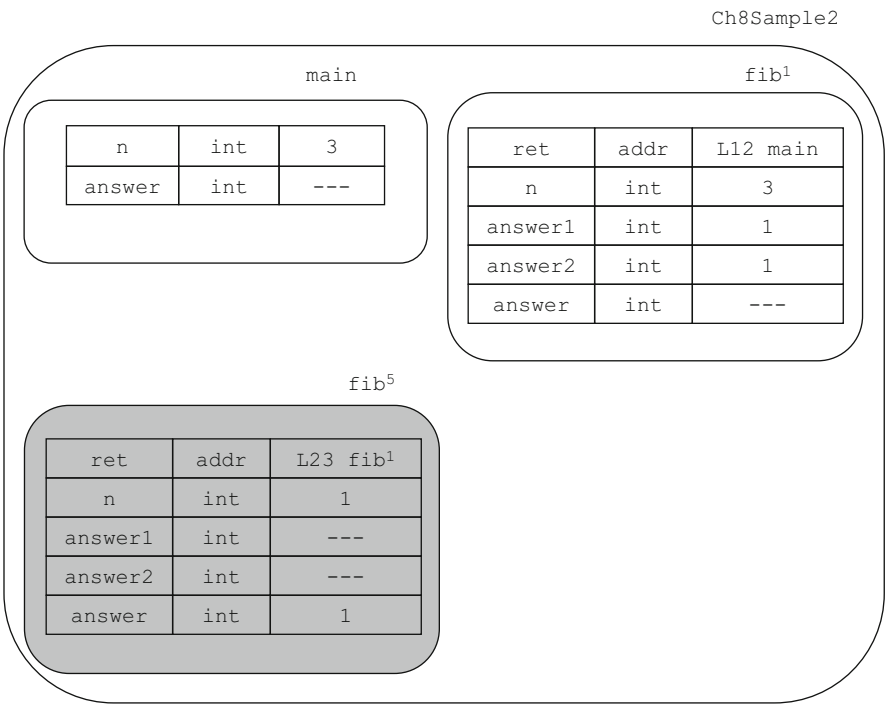 Ch8Sample2
main
n int 3
answer int ---
fib¹
ret addr L12 main
n int 3
answer1 int 1
answer2 int 1
answer int ---
fib⁵
ret addr L23 fib¹
n int 1
answer1 int ---
answer2 int ---
answer int 1